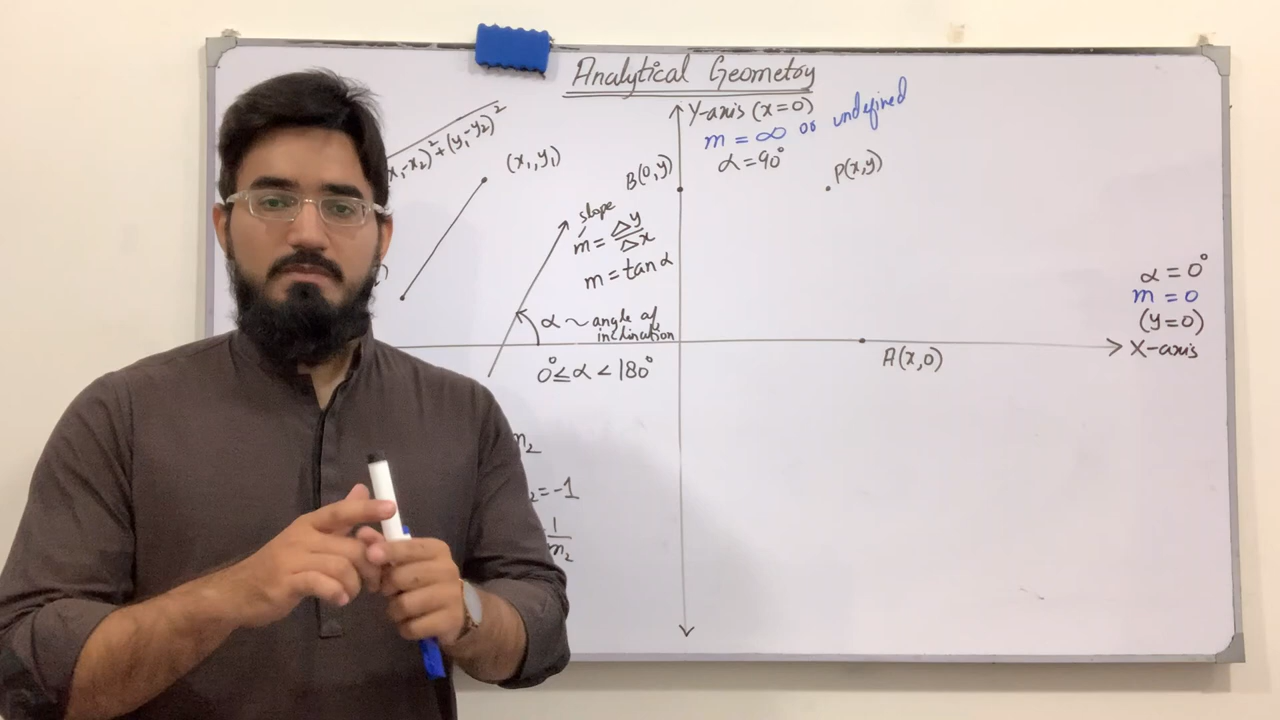 Analytical Geometry
x₁-x₂)²+(y₁-y₂)²
(x₁,y₁)
Y-axis (x=0)
m = ∞ or undefined
α=90°
B(0,y)
P(x,y)
slope
m = Δy/Δx
m = tan α
α ~ angle of
inclination
0° ≤ α < 180°
α = 0°
m = 0
(y=0)
X-axis
A(x,0)
m₂
₂=-1
1/m₂